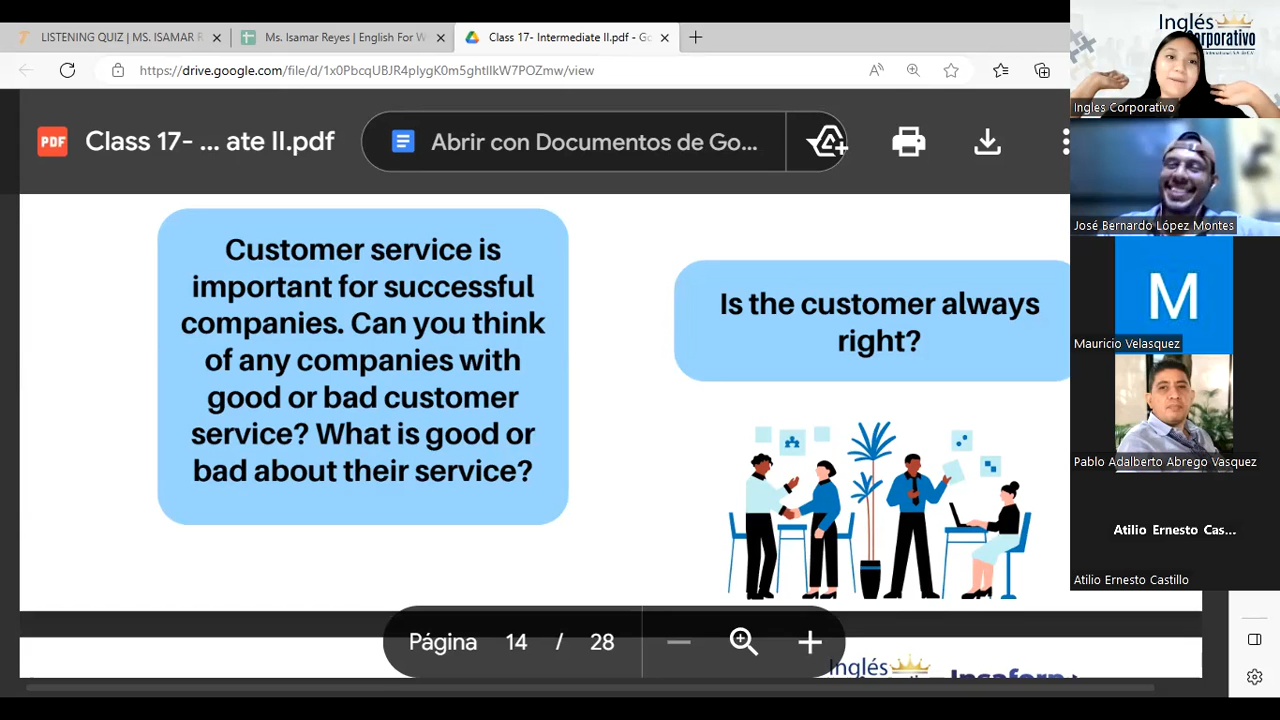 LISTENING QUIZ | MS. ISAMAR R
Ms. Isamar Reyes | English For W
Class 17- Intermediate II.pdf - Go
https://drive.google.com/file/d/1x0PbcqUBJR4plygK0m5ghtllkW7POZmw/view
PDF
Class 17- ... ate II.pdf
Abrir con Documentos de Go...
Customer service is
important for successful
companies. Can you think
of any companies with
good or bad customer
service? What is good or
bad about their service?
Is the customer always
right?
Página 14 / 28
Inglés
Inglés
Corporativo
Ingles Corporativo
José Bernardo López Montes
M
Mauricio Velasquez
Pablo Adalberto Abrego Vasquez
Atilio Ernesto Cas...
Atilio Ernesto Castillo